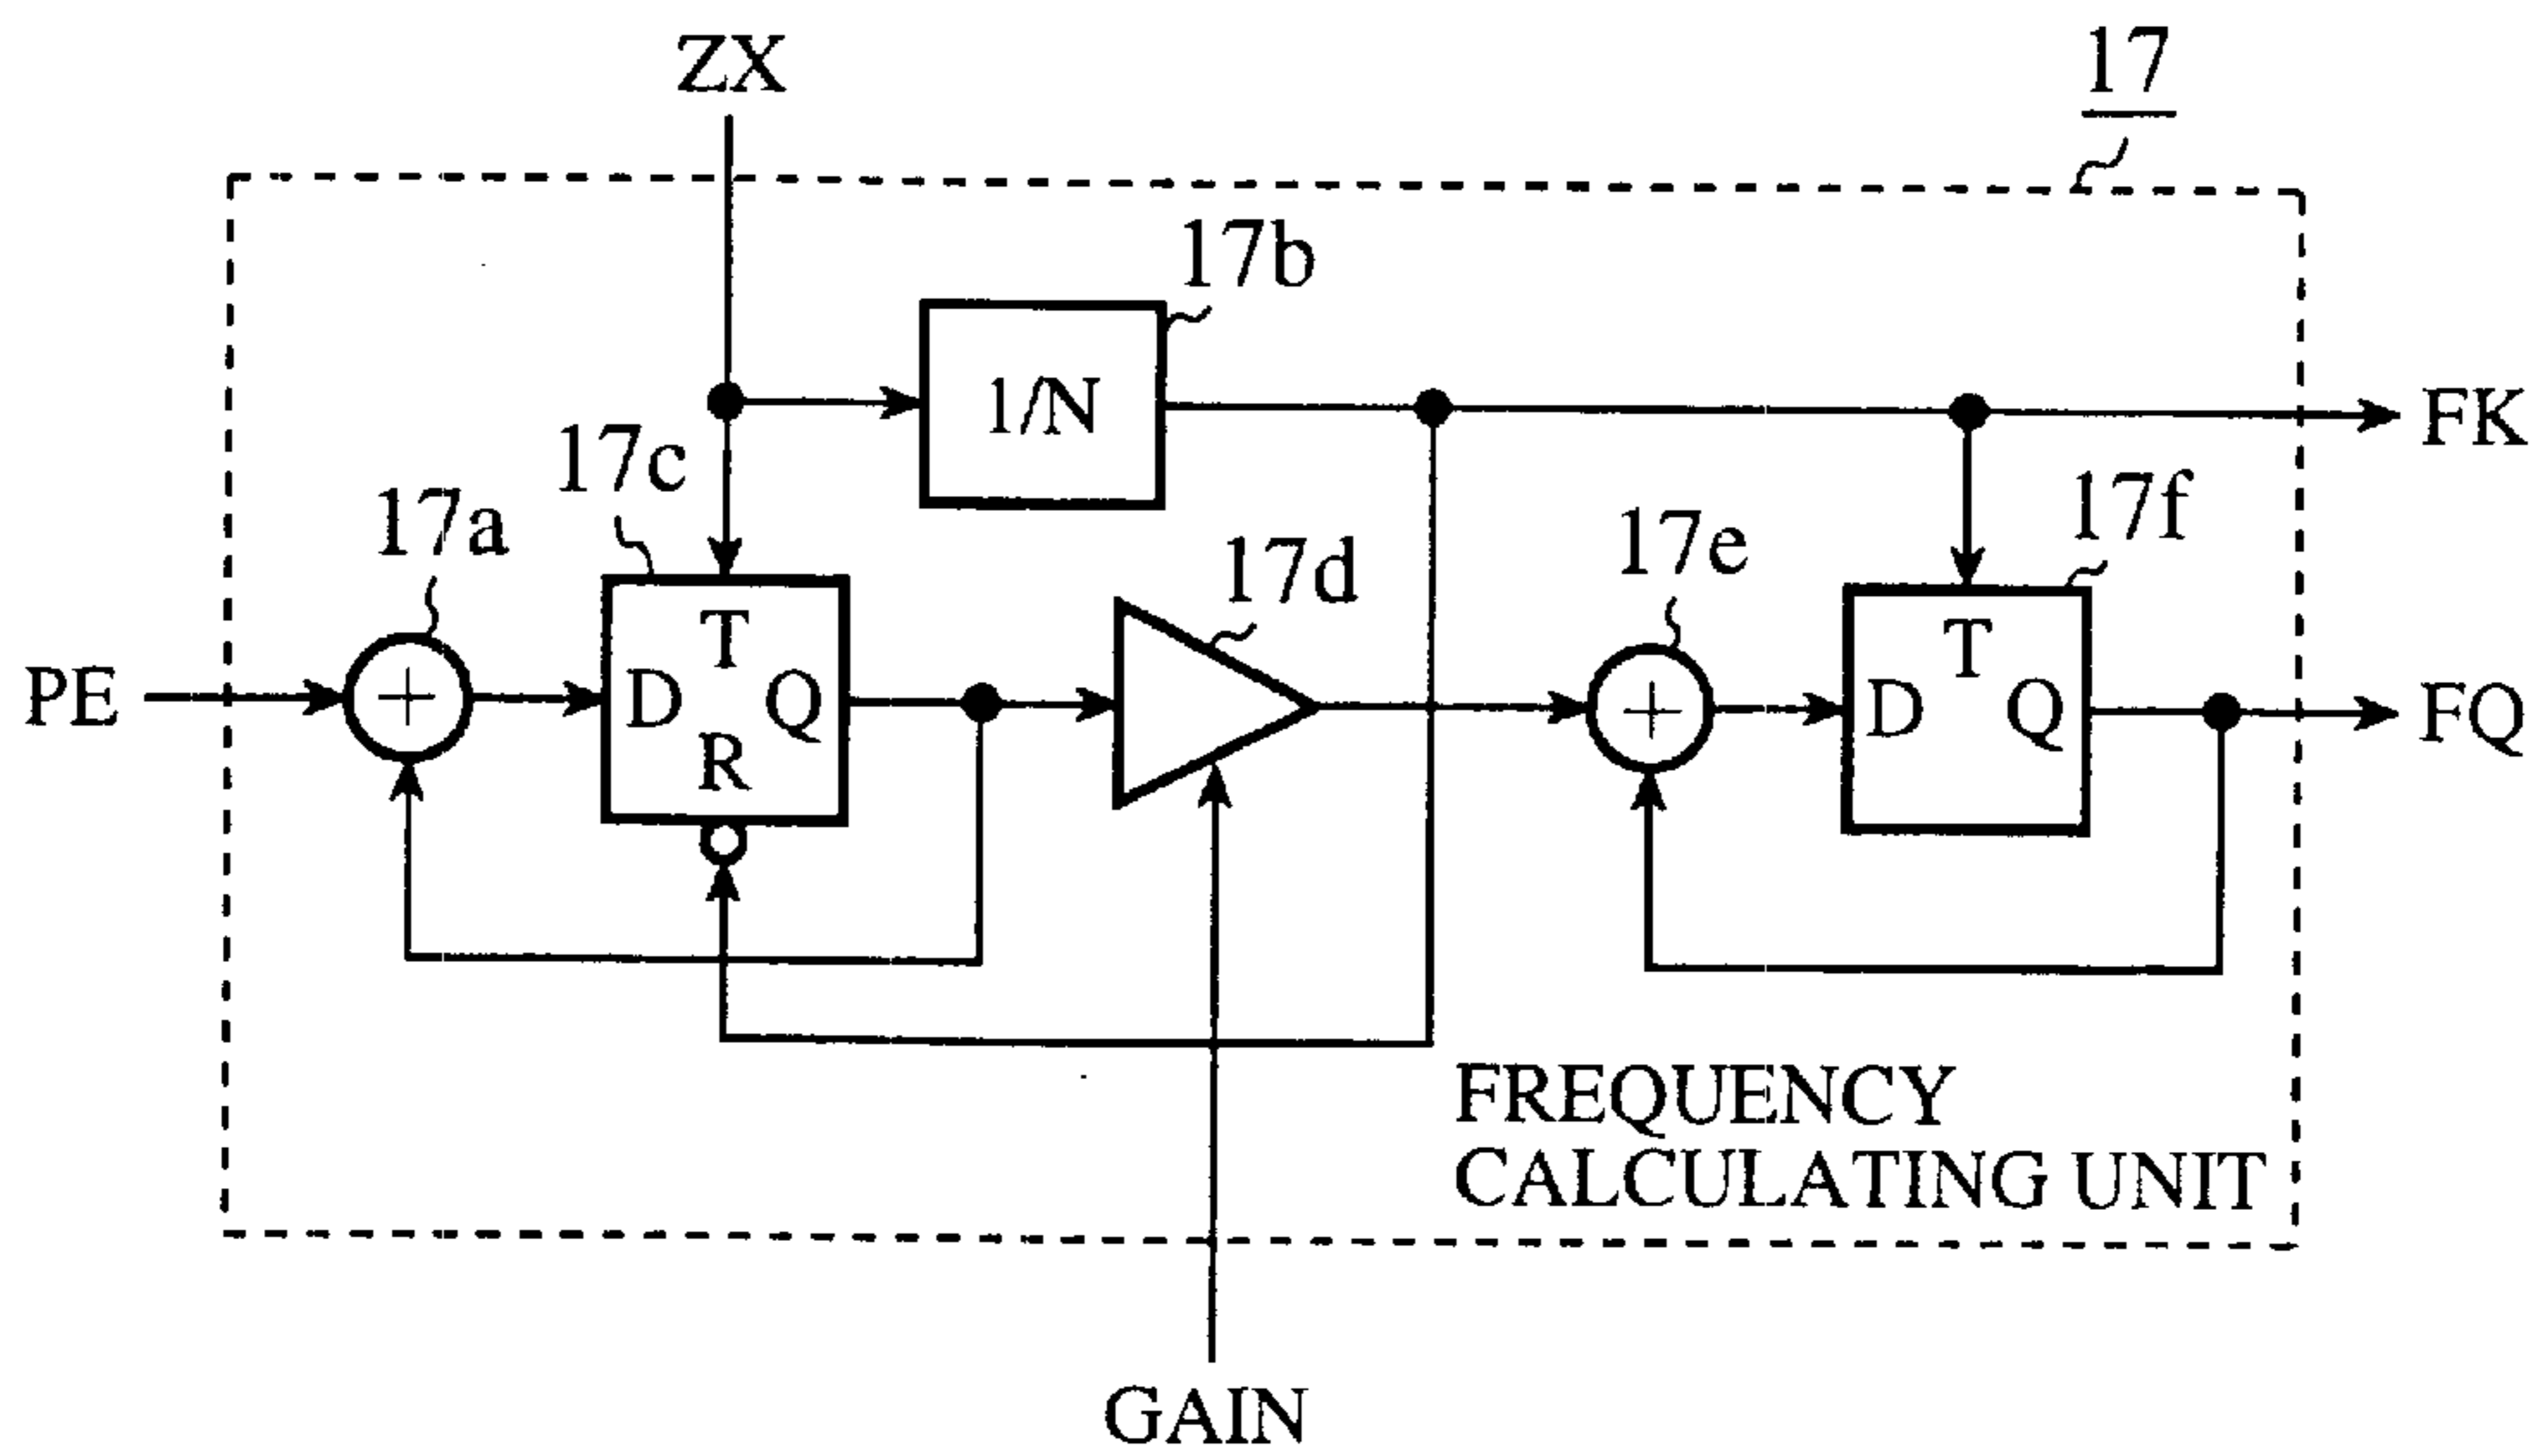 ZX
17
17b
1/N
FK
17c
17a
17d
17e
17f
T
T
PE
+
D
Q
+
D
Q
FQ
R
FREQUENCY
CALCULATING UNIT
GAIN